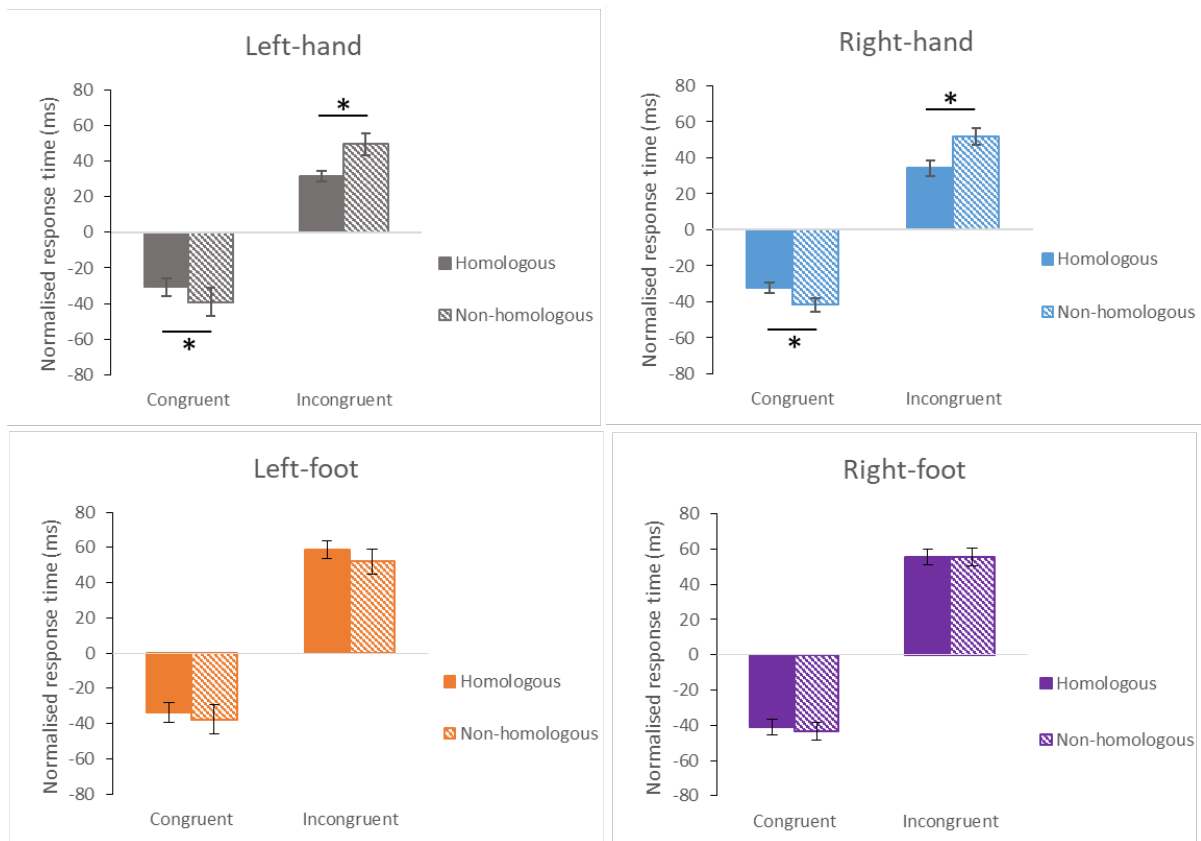 Left-hand
Normalised response time (ms)
80
60
40
20
0
-20
-40
-60
-80
*
*
Congruent
Incongruent
Homologous
Non-homologous
Right-hand
Normalised response time (ms)
80
60
40
20
0
-20
-40
-60
-80
*
*
Congruent
Incongruent
Homologous
Non-homologous
Left-foot
Normalised response time (ms)
80
60
40
20
0
-20
-40
-60
-80
Congruent
Incongruent
Homologous
Non-homologous
Right-foot
Normalised response time (ms)
80
60
40
20
0
-20
-40
-60
-80
Congruent
Incongruent
Homologous
Non-homologous